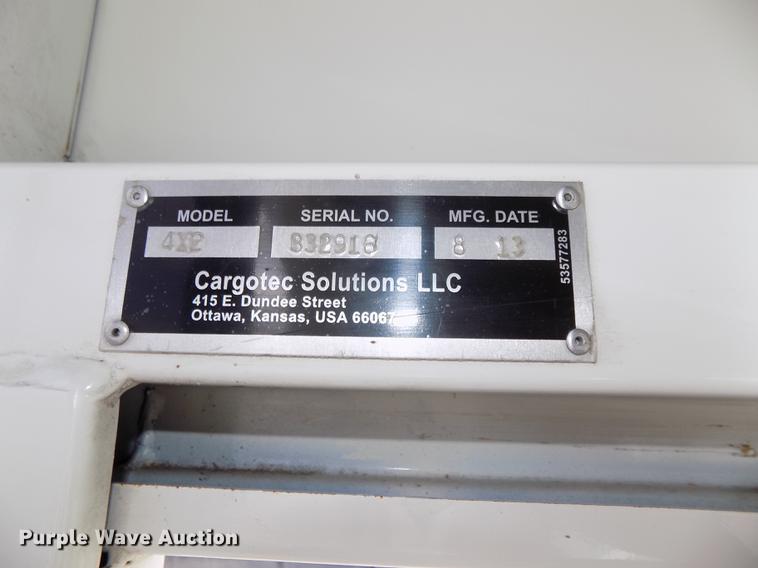 MODEL SERIAL NO. MFG. DATE
4X2 832916 8 13
53577283
Cargotec Solutions LLC
415 E. Dundee Street
Ottawa, Kansas, USA 66067
Purple Wave Auction